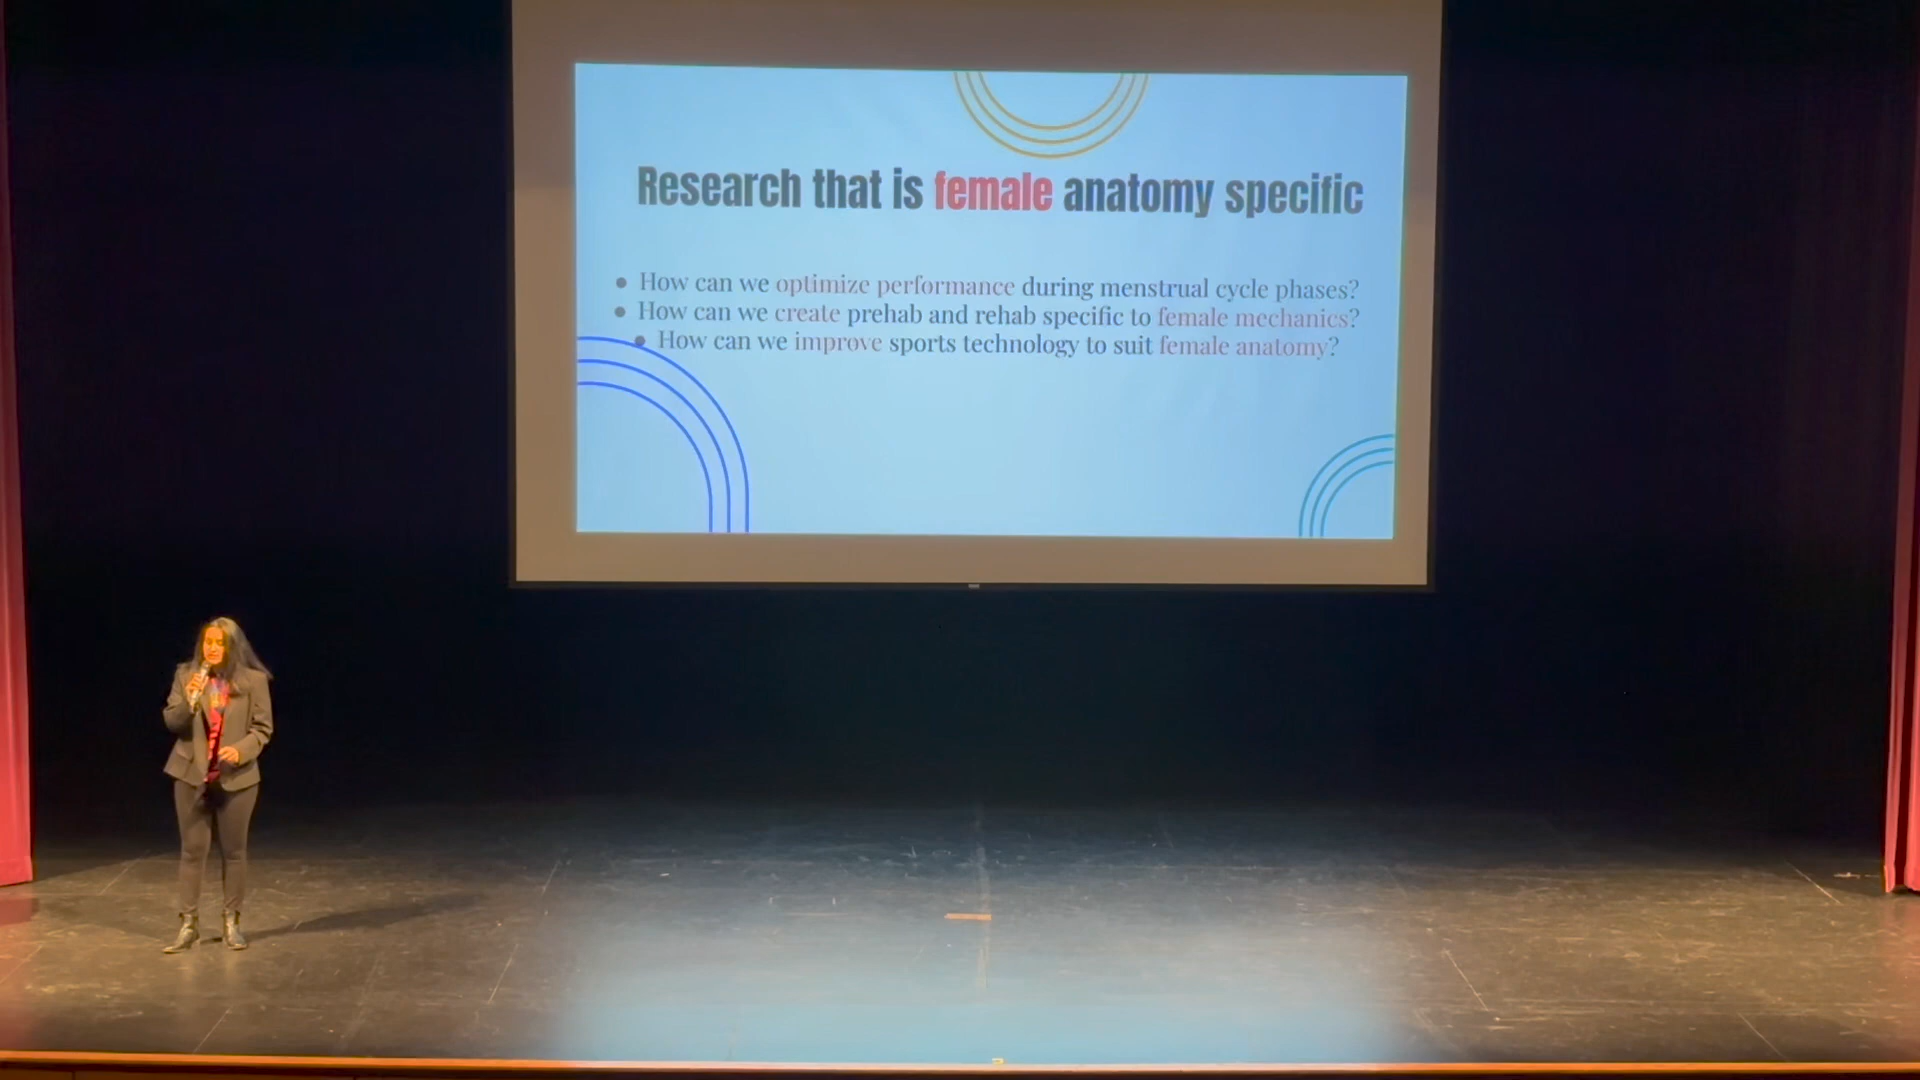 Research that is female anatomy specific
• How can we optimize performance during menstrual cycle phases?
• How can we create prehab and rehab specific to female mechanics?
• How can we improve sports technology to suit female anatomy?